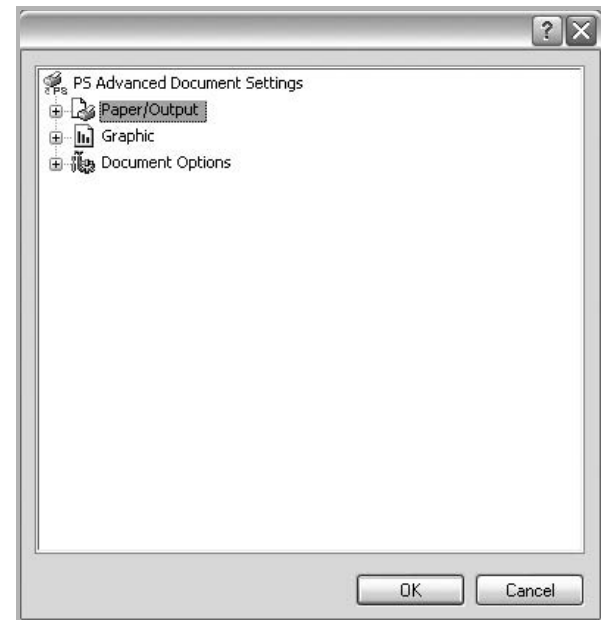 PS Advanced Document Settings
Paper/Output
Graphic
Document Options
OK Cancel